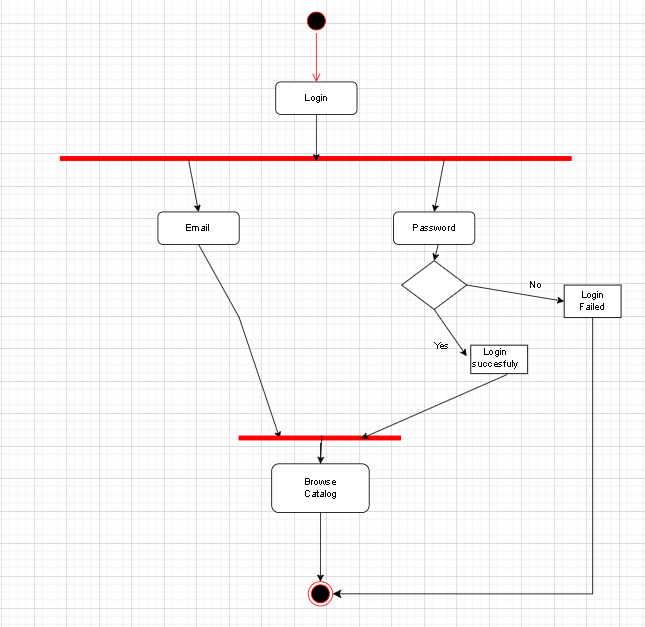 Login
Email
Password
No
Login
Failed
Yes
Login
succesfuly
Browse
Catalog